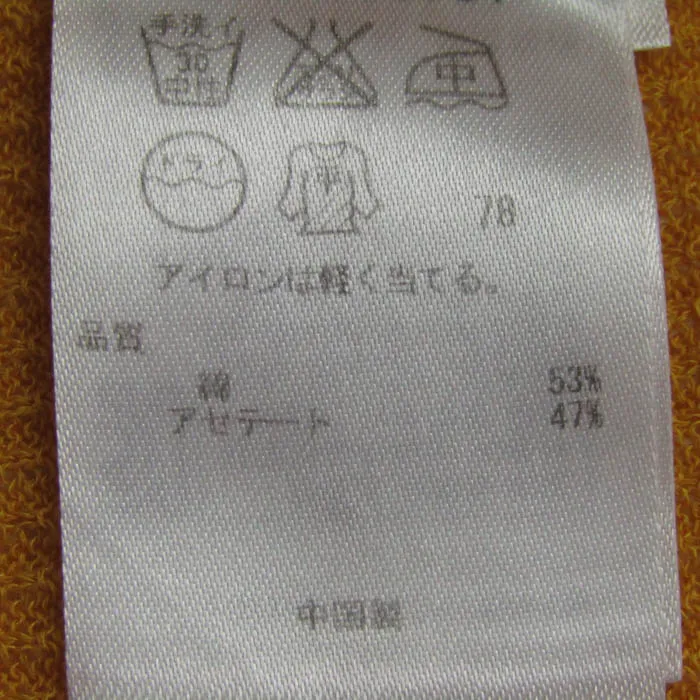 手洗イ
30
中性
中
ドライ
平
78
アイロンは軽く当てる。
品質
綿 53%
アセテート 47%
中国製